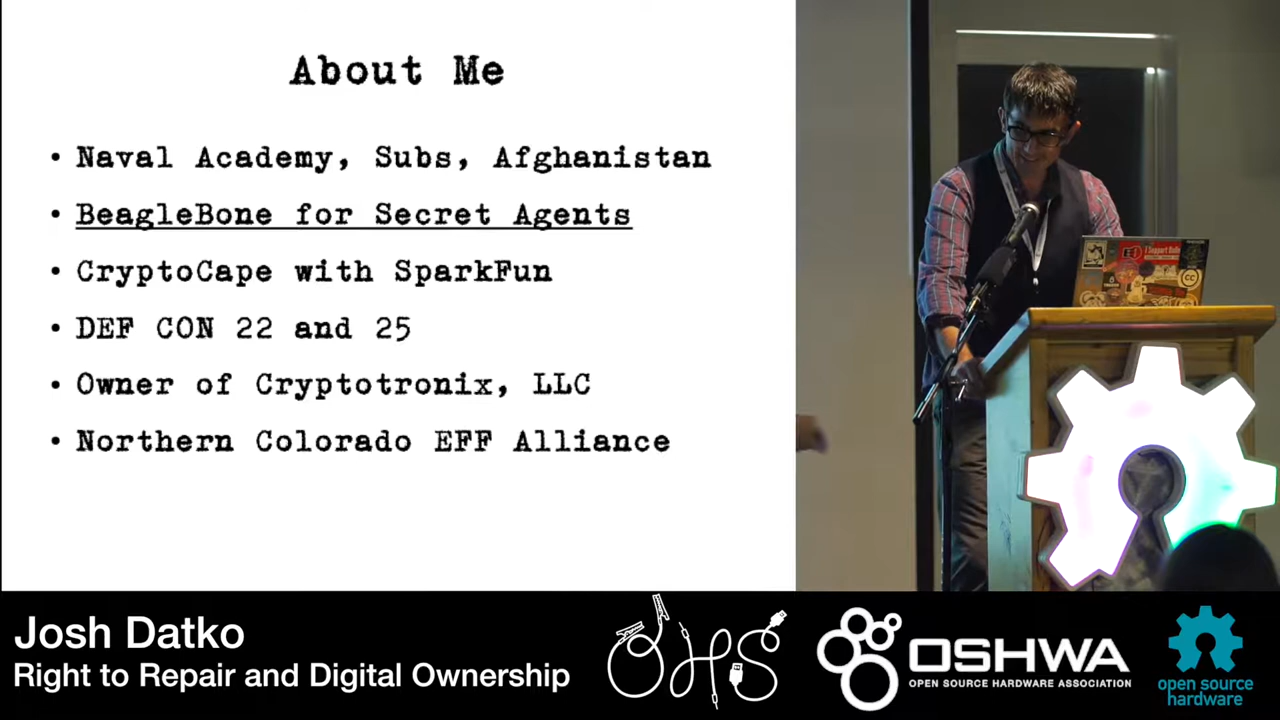 About Me
• Naval Academy, Subs, Afghanistan
• BeagleBone for Secret Agents
• CryptoCape with SparkFun
• DEF CON 22 and 25
• Owner of Cryptotronix, LLC
• Northern Colorado EFF Alliance
Josh Datko
Right to Repair and Digital Ownership
OHS
OSHWA
OPEN SOURCE HARDWARE ASSOCIATION
open source
hardware